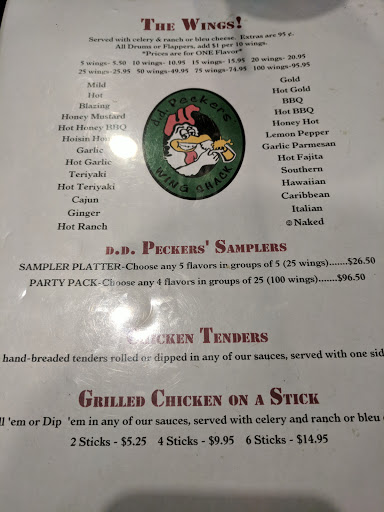 The Wings!
Served with celery & ranch or bleu cheese. Extras are 95 ¢.
All Drums or Flappers, add $1 per 10 wings.
*Prices are for ONE Flavor*
5 wings- 5.50 10 wings- 10.95 15 wings- 15.95 20 wings- 20.95
25 wings-25.95 50 wings-49.95 75 wings-74.95 100 wings-95.95
Mild
Hot
Blazing
Honey Mustard
Hot Honey BBQ
Hoisin
Garlic
Hot Garlic
Teriyaki
Hot Teriyaki
Cajun
Ginger
Hot Ranch
D.d. Peckers
WING SHACK
Gold
Hot Gold
BBQ
Hot BBQ
Honey Hot
Lemon Pepper
Garlic Parmesan
Hot Fajita
Southern
Hawaiian
Caribbean
Italian
Naked
D.D. Peckers' Samplers
SAMPLER PLATTER-Choose any 5 flavors in groups of 5 (25 wings).......$26.50
PARTY PACK-Choose any 4 flavors in groups of 25 (100 wings)......$96.50
Chicken Tenders
hand-breaded tenders rolled or dipped in any of our sauces, served with one sid
Grilled Chicken on a Stick
ll 'em or Dip 'em in any of our sauces, served with celery and ranch or bleu
2 Sticks - $5.25 4 Sticks - $9.95 6 Sticks - $14.95